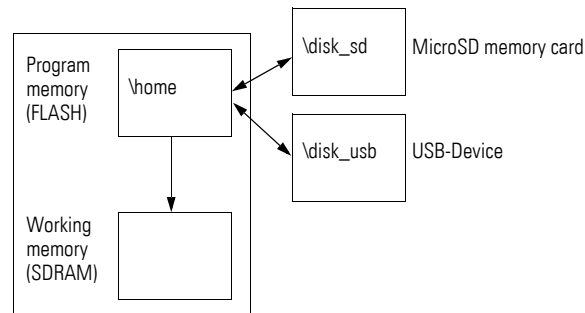 Program
memory
(FLASH)
\home
\disk_sd
MicroSD memory card
\disk_usb
USB-Device
Working
memory
(SDRAM)